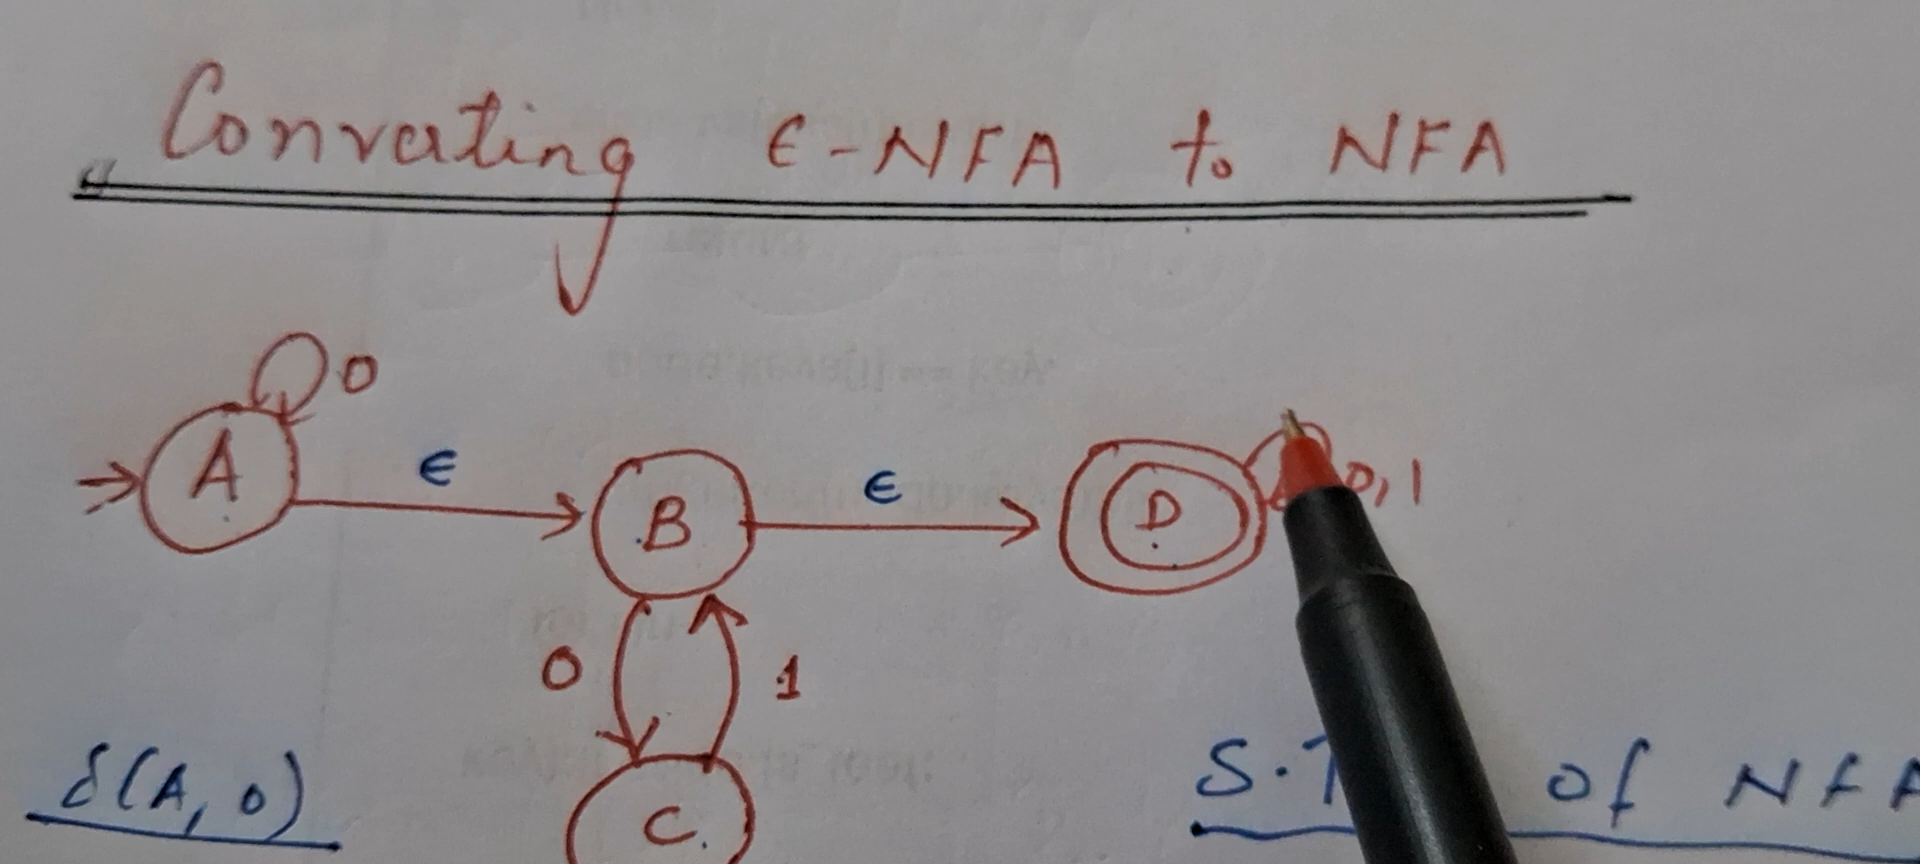 Converting ϵ-NFA to NFA
0
A ϵ B ϵ D 0,1
0 1
δ(A, 0)
C
S.T of NFA